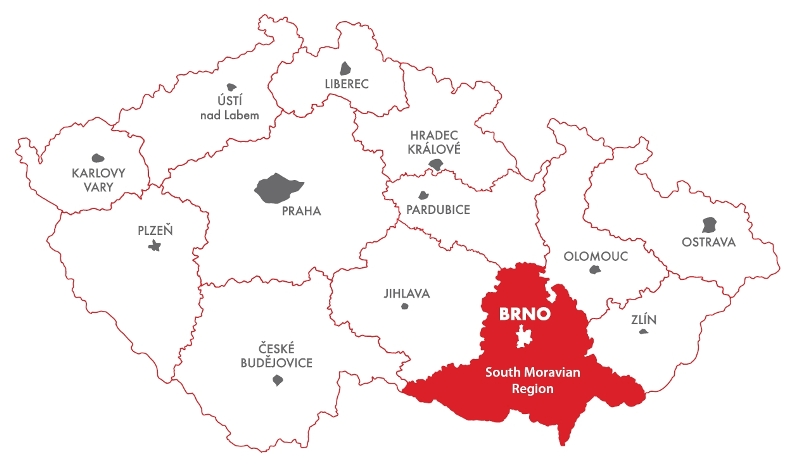 LIBEREC
ÚSTÍ
nad Labem
HRADEC
KRÁLOVÉ
KARLOVY
VARY
PRAHA
PARDUBICE
PLZEŇ
OSTRAVA
OLOMOUC
JIHLAVA
BRNO
ZLÍN
ČESKÉ
BUDĚJOVICE
South Moravian
Region